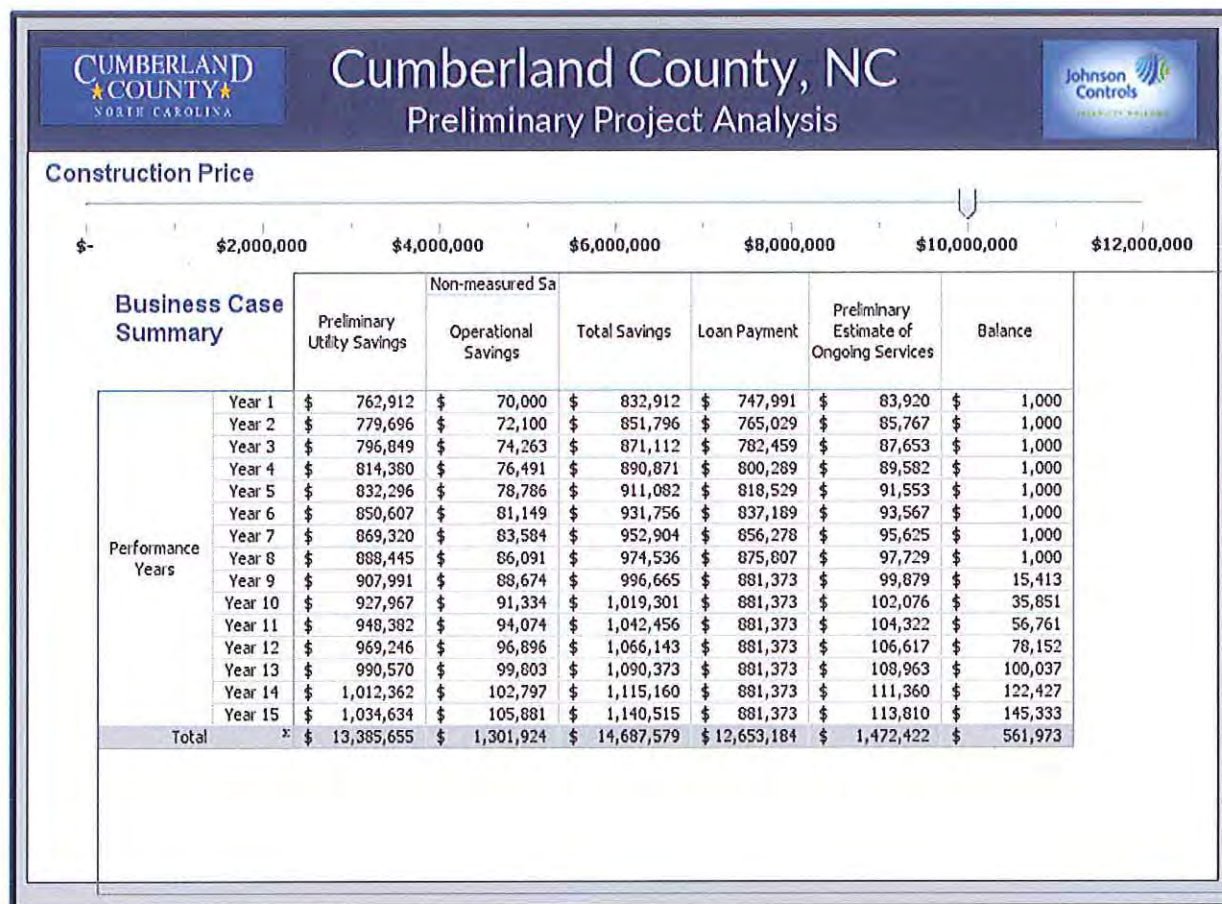 CUMBERLAND
COUNTY
NORTH CAROLINA
Cumberland County, NC
Preliminary Project Analysis
Johnson
Controls
Construction Price
$- $2,000,000 $4,000,000 $6,000,000 $8,000,000 $10,000,000 $12,000,000
Business Case
Summary
Preliminary
Utility Savings
Non-measured Sa
Operational
Savings
Total Savings
Loan Payment
Preliminary
Estimate of
Ongoing Services
Balance
Performance
Years
Year 1 $ 762,912 $ 70,000 $ 832,912 $ 747,991 $ 83,920 $ 1,000
Year 2 $ 779,696 $ 72,100 $ 851,796 $ 765,029 $ 85,767 $ 1,000
Year 3 $ 796,849 $ 74,263 $ 871,112 $ 782,459 $ 87,653 $ 1,000
Year 4 $ 814,380 $ 76,491 $ 890,871 $ 800,289 $ 89,582 $ 1,000
Year 5 $ 832,296 $ 78,786 $ 911,082 $ 818,529 $ 91,553 $ 1,000
Year 6 $ 850,607 $ 81,149 $ 931,756 $ 837,189 $ 93,567 $ 1,000
Year 7 $ 869,320 $ 83,584 $ 952,904 $ 856,278 $ 95,625 $ 1,000
Year 8 $ 888,445 $ 86,091 $ 974,536 $ 875,807 $ 97,729 $ 1,000
Year 9 $ 907,991 $ 88,674 $ 996,665 $ 881,373 $ 99,879 $ 15,413
Year 10 $ 927,967 $ 91,334 $ 1,019,301 $ 881,373 $ 102,076 $ 35,851
Year 11 $ 948,382 $ 94,074 $ 1,042,456 $ 881,373 $ 104,322 $ 56,761
Year 12 $ 969,246 $ 96,896 $ 1,066,143 $ 881,373 $ 106,617 $ 78,152
Year 13 $ 990,570 $ 99,803 $ 1,090,373 $ 881,373 $ 108,963 $ 100,037
Year 14 $ 1,012,362 $ 102,797 $ 1,115,160 $ 881,373 $ 111,360 $ 122,427
Year 15 $ 1,034,634 $ 105,881 $ 1,140,515 $ 881,373 $ 113,810 $ 145,333
Total x $ 13,385,655 $ 1,301,924 $ 14,687,579 $ 12,653,184 $ 1,472,422 $ 561,973